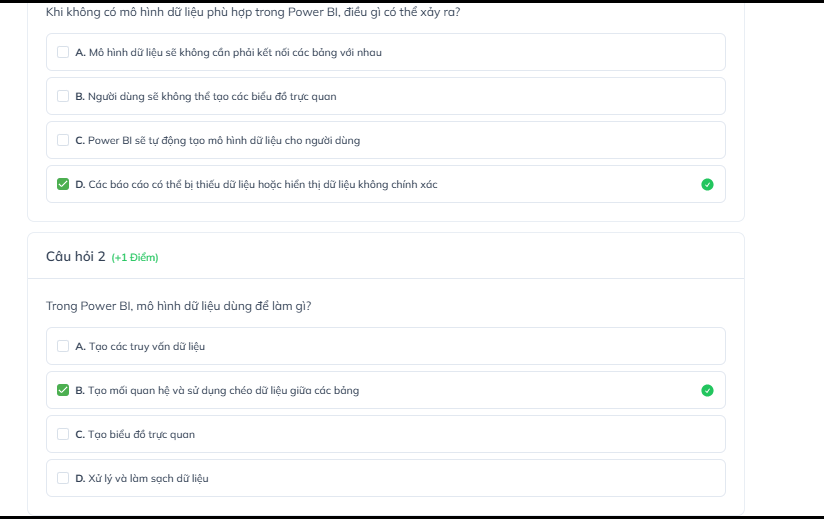 Khi không có mô hình dữ liệu phù hợp trong Power BI, điều gì có thể xảy ra?
A. Mô hình dữ liệu sẽ không cần phải kết nối các bảng với nhau
B. Người dùng sẽ không thể tạo các biểu đồ trực quan
C. Power BI sẽ tự động tạo mô hình dữ liệu cho người dùng
D. Các báo cáo có thể bị thiếu dữ liệu hoặc hiển thị dữ liệu không chính xác
Câu hỏi 2 (+1 Điểm)
Trong Power BI, mô hình dữ liệu dùng để làm gì?
A. Tạo các truy vấn dữ liệu
B. Tạo mối quan hệ và sử dụng chéo dữ liệu giữa các bảng
C. Tạo biểu đồ trực quan
D. Xử lý và làm sạch dữ liệu